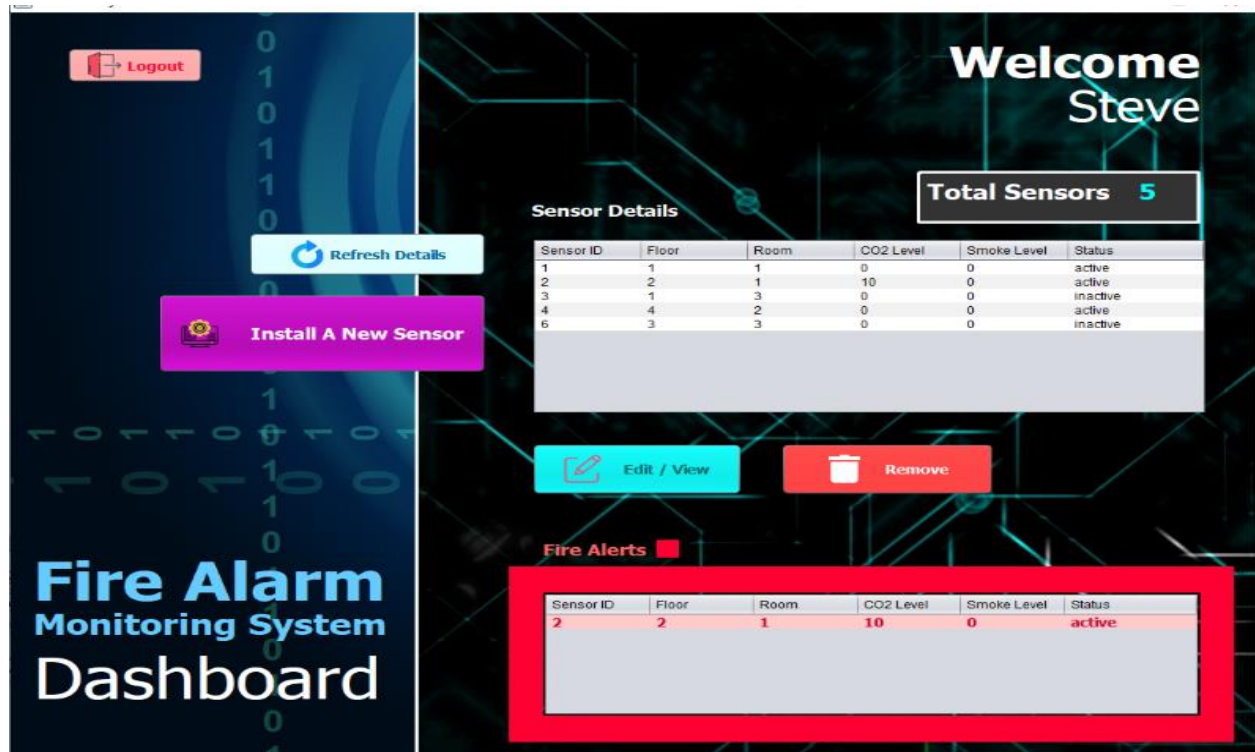 Logout
Welcome
Steve
Total Sensors 5
Sensor Details
Refresh Details
Install A New Sensor
Sensor ID Floor Room CO2 Level Smoke Level Status
1 1 1 0 0 active
2 2 1 10 0 active
3 1 3 0 0 inactive
4 4 2 0 0 active
6 3 3 0 0 inactive
Edit / View
Remove
Fire Alerts
Sensor ID Floor Room CO2 Level Smoke Level Status
2 2 1 10 0 active
Fire Alarm
Monitoring System
Dashboard